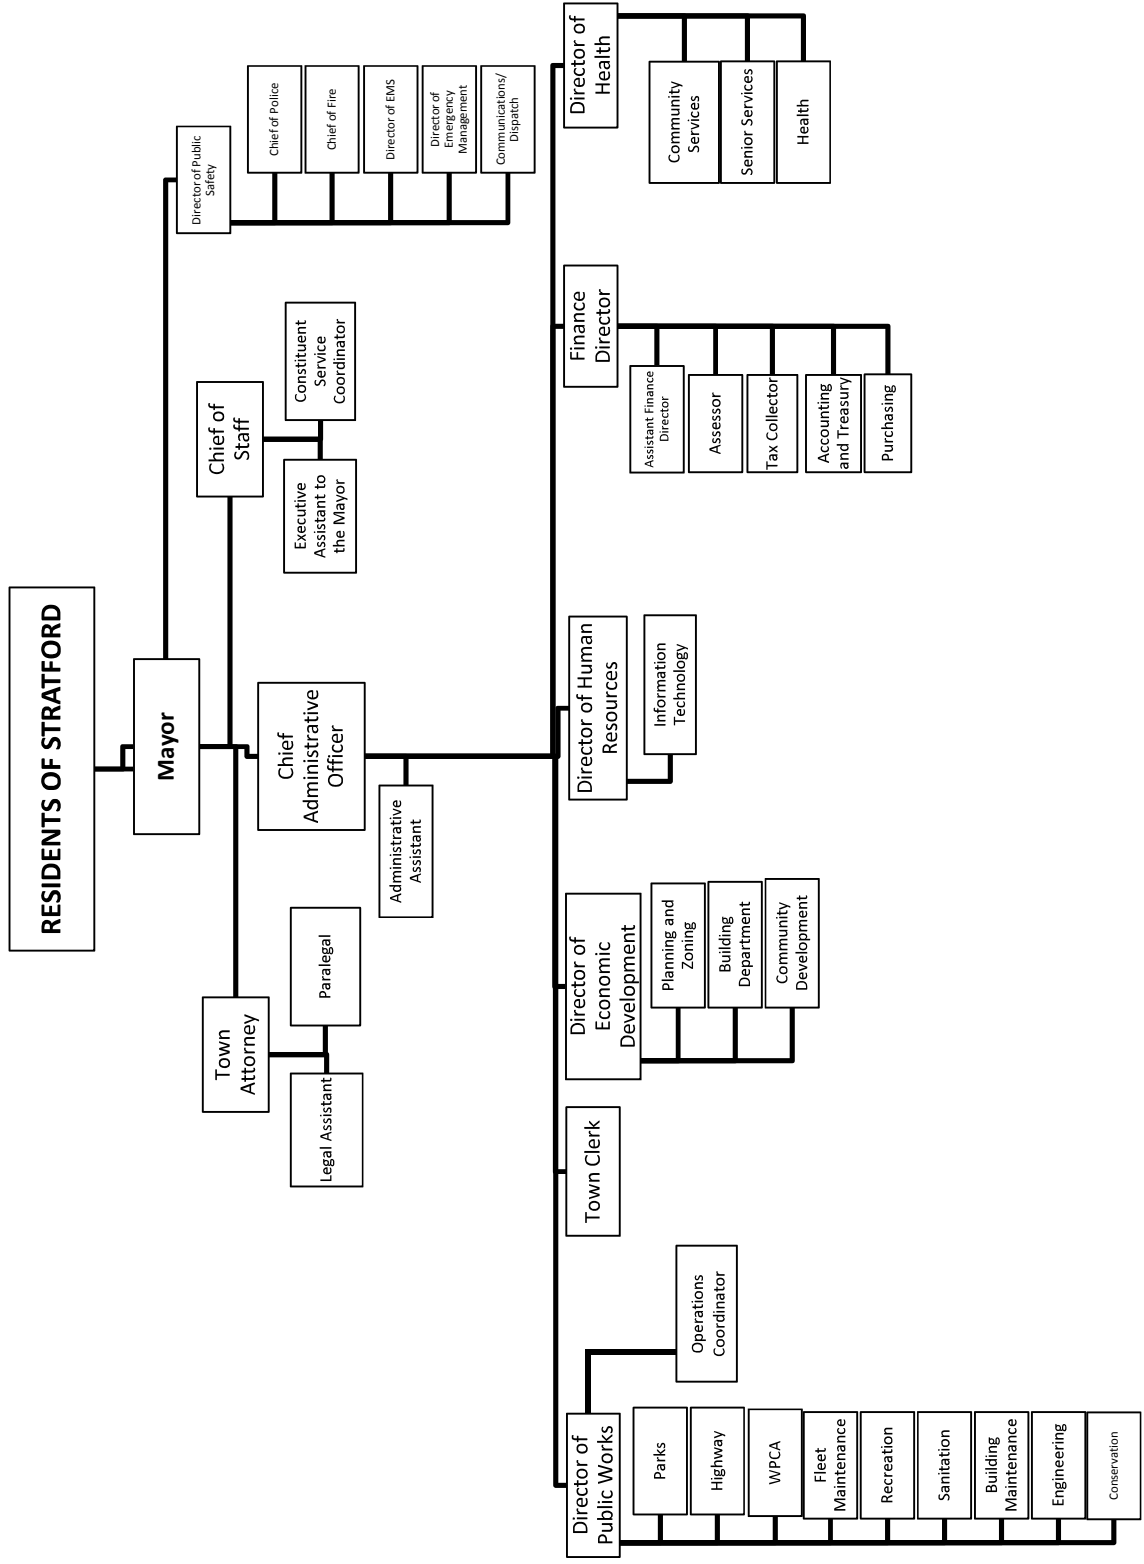 RESIDENTS OF STRATFORD
Mayor
Town
Attorney
Legal Assistant
Paralegal
Chief
Administrative
Officer
Administrative
Assistant
Chief of
Staff
Executive
Assistant to
the Mayor
Constituent
Service
Coordinator
Director of Public
Safety
Chief of Police
Chief of Fire
Director of EMS
Director of
Emergency
Management
Communications/
Dispatch
Director of
Public Works
Operations
Coordinator
Parks
Highway
WPCA
Fleet
Maintenance
Recreation
Sanitation
Building
Maintenance
Engineering
Conservation
Town Clerk
Director of
Economic
Development
Planning and
Zoning
Building
Department
Community
Development
Director of Human
Resources
Information
Technology
Finance
Director
Assistant Finance
Director
Assessor
Tax Collector
Accounting
and Treasury
Purchasing
Director of
Health
Community
Services
Senior Services
Health